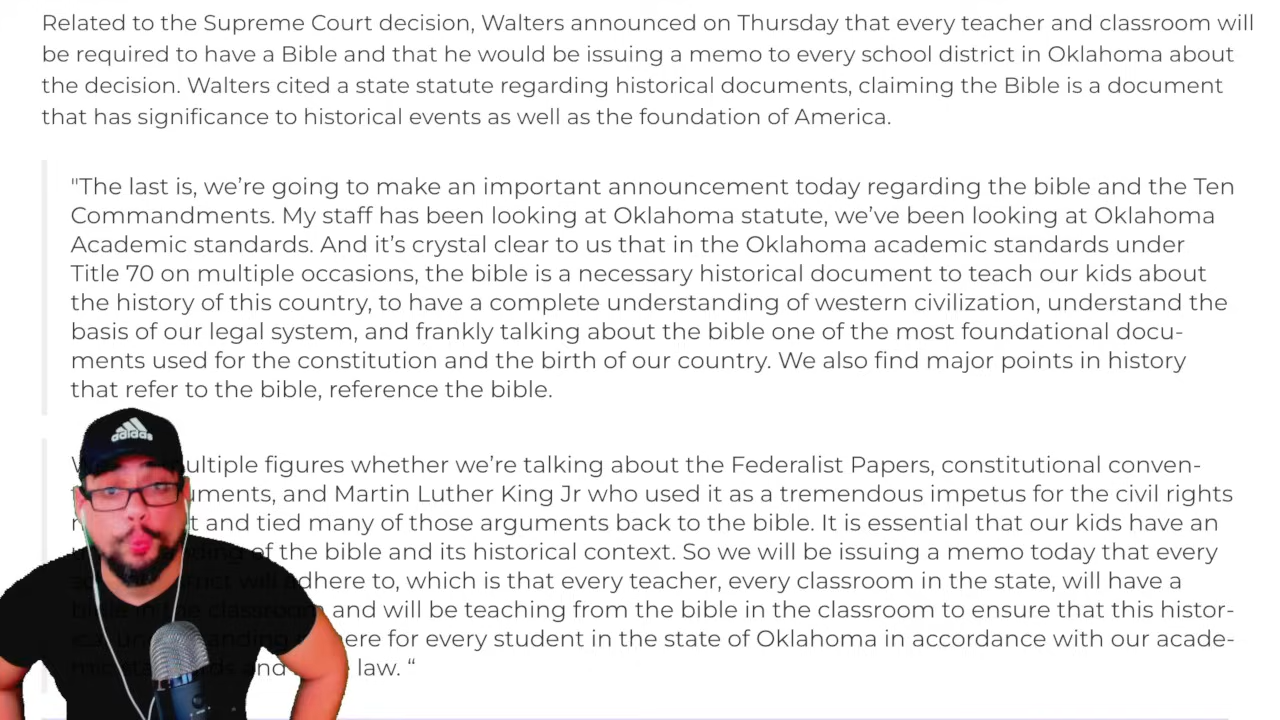 Related to the Supreme Court decision, Walters announced on Thursday that every teacher and classroom will
be required to have a Bible and that he would be issuing a memo to every school district in Oklahoma about
the decision. Walters cited a state statute regarding historical documents, claiming the Bible is a document
that has significance to historical events as well as the foundation of America.
"The last is, we’re going to make an important announcement today regarding the bible and the Ten
Commandments. My staff has been looking at Oklahoma statute, we’ve been looking at Oklahoma
Academic standards. And it’s crystal clear to us that in the Oklahoma academic standards under
Title 70 on multiple occasions, the bible is a necessary historical document to teach our kids about
the history of this country, to have a complete understanding of western civilization, understand the
basis of our legal system, and frankly talking about the bible one of the most foundational docu-
ments used for the constitution and the birth of our country. We also find major points in history
that refer to the bible, reference the bible.
figures whether we’re talking about the Federalist Papers, constitutional conven-
and Martin Luther King Jr who used it as a tremendous impetus for the civil rights
and tied many of those arguments back to the bible. It is essential that our kids have an
adidas
of the bible and its historical context. So we will be issuing a memo today that every
adhere to, which is that every teacher, every classroom in the state, will have a
bible in the classroom and will be teaching from the bible in the classroom to ensure that this histor-
here for every student in the state of Oklahoma in accordance with our acade-
and law. “